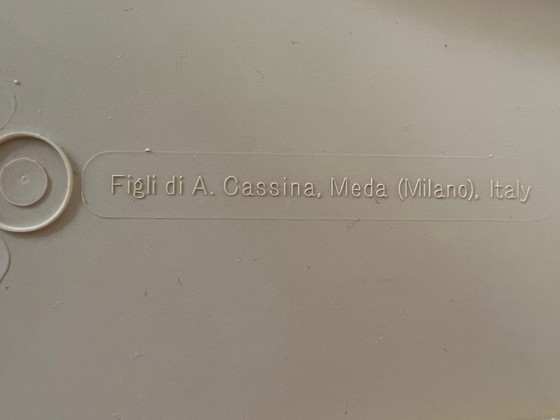 Figli di A. Cassina, Meda (Milano), Italy